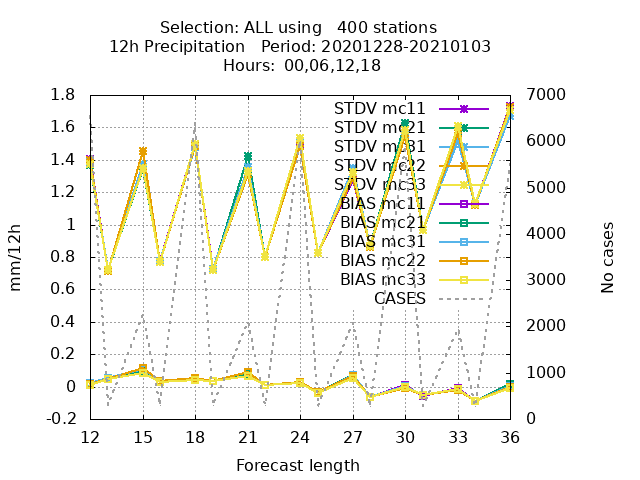 Selection: ALL using   400 stations
12h Precipitation   Period: 20201228-20210103
Hours: 00,06,12,18
1.8
1.6
1.4
1.2
1
0.8
0.6
0.4
0.2
0
-0.2
mm/12h
STDV mc11
STDV mc21
STDV mc31
STDV mc22
STDV mc33
BIAS mc11
BIAS mc21
BIAS mc31
BIAS mc22
BIAS mc33
CASES
7000
6000
5000
4000
3000
2000
1000
0
No cases
12 15 18 21 24 27 30 33 36
Forecast length